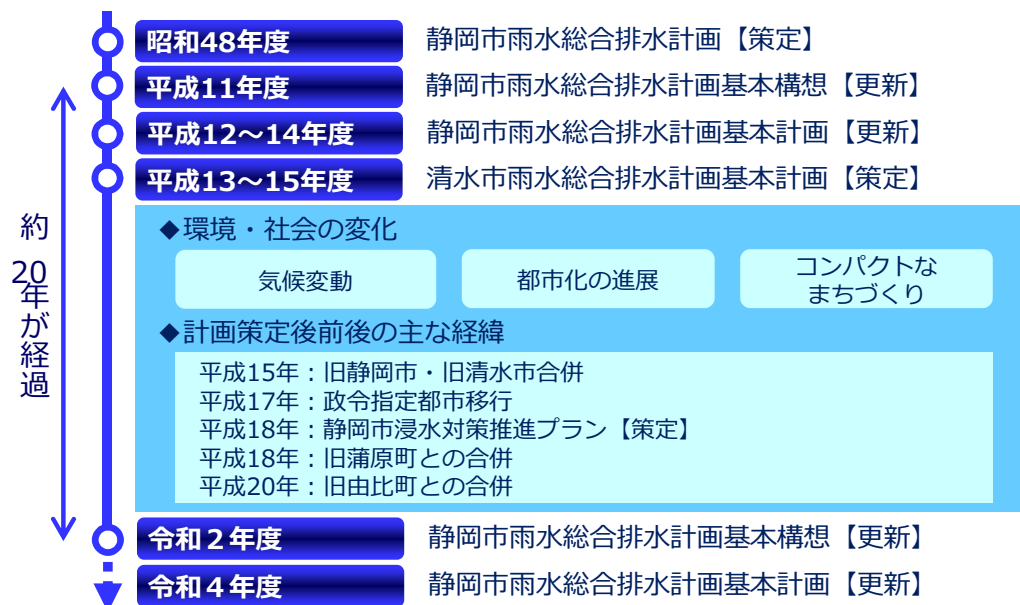 昭和48年度 静岡市雨水総合排水計画【策定】
平成11年度 静岡市雨水総合排水計画基本構想【更新】
平成12～14年度 静岡市雨水総合排水計画基本計画【更新】
平成13～15年度 清水市雨水総合排水計画基本計画【策定】
約20年が経過
◆環境・社会の変化
気候変動
都市化の進展
コンパクトな
まちづくり
◆計画策定後前後の主な経緯
平成15年：旧静岡市・旧清水市合併
平成17年：政令指定都市移行
平成18年：静岡市浸水対策推進プラン【策定】
平成18年：旧蒲原町との合併
平成20年：旧由比町との合併
令和２年度 静岡市雨水総合排水計画基本構想【更新】
令和４年度 静岡市雨水総合排水計画基本計画【更新】